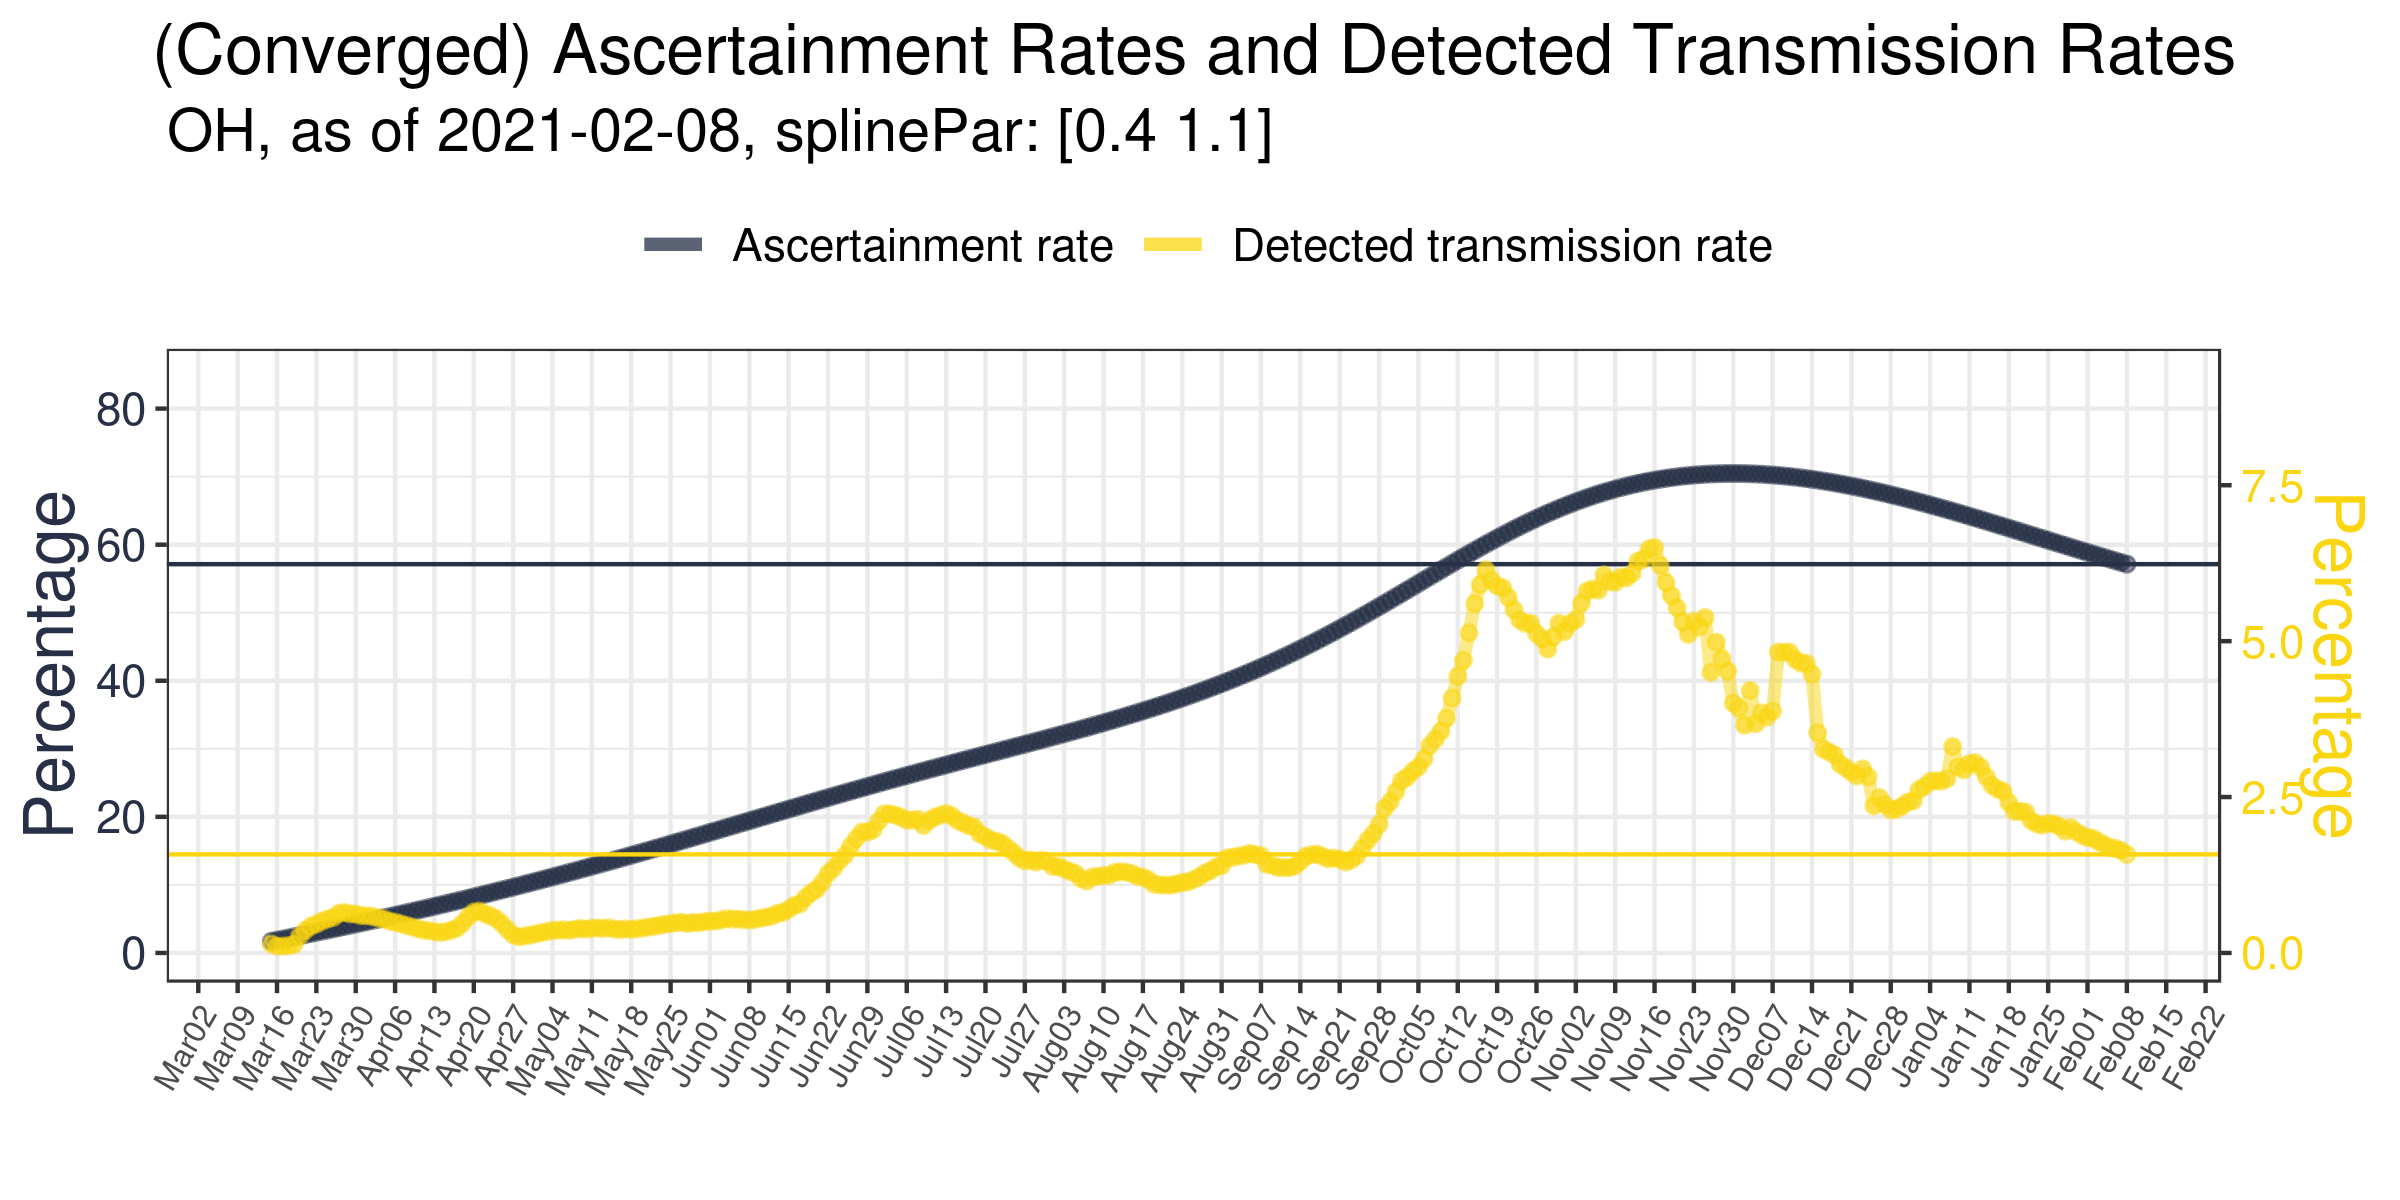 (Converged) Ascertainment Rates and Detected Transmission Rates
OH, as of 2021-02-08, splinePar: [0.4 1.1]
Ascertainment rate
Detected transmission rate
Percentage
80
60
40
20
0
7.5
5.0
2.5
0.0
Percentage
Mar02
Mar09
Mar16
Mar23
Mar30
Apr06
Apr13
Apr20
Apr27
May04
May11
May18
May25
Jun01
Jun08
Jun15
Jun22
Jun29
Jul06
Jul13
Jul20
Jul27
Aug03
Aug10
Aug17
Aug24
Aug31
Sep07
Sep14
Sep21
Sep28
Oct05
Oct12
Oct19
Oct26
Nov02
Nov09
Nov16
Nov23
Nov30
Dec07
Dec14
Dec21
Dec28
Jan04
Jan11
Jan18
Jan25
Feb01
Feb08
Feb15
Feb22